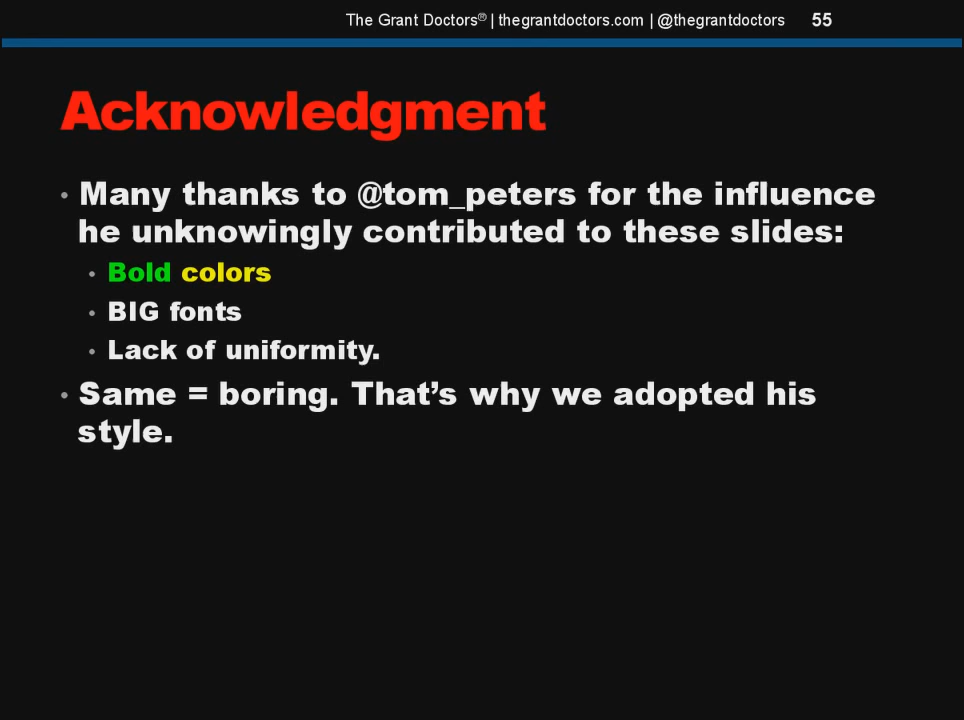 The Grant Doctors® | thegrantdoctors.com | @thegrantdoctors 55
Acknowledgment
• Many thanks to @tom_peters for the influence
he unknowingly contributed to these slides:
• Bold colors
• BIG fonts
• Lack of uniformity.
• Same = boring. That’s why we adopted his
style.